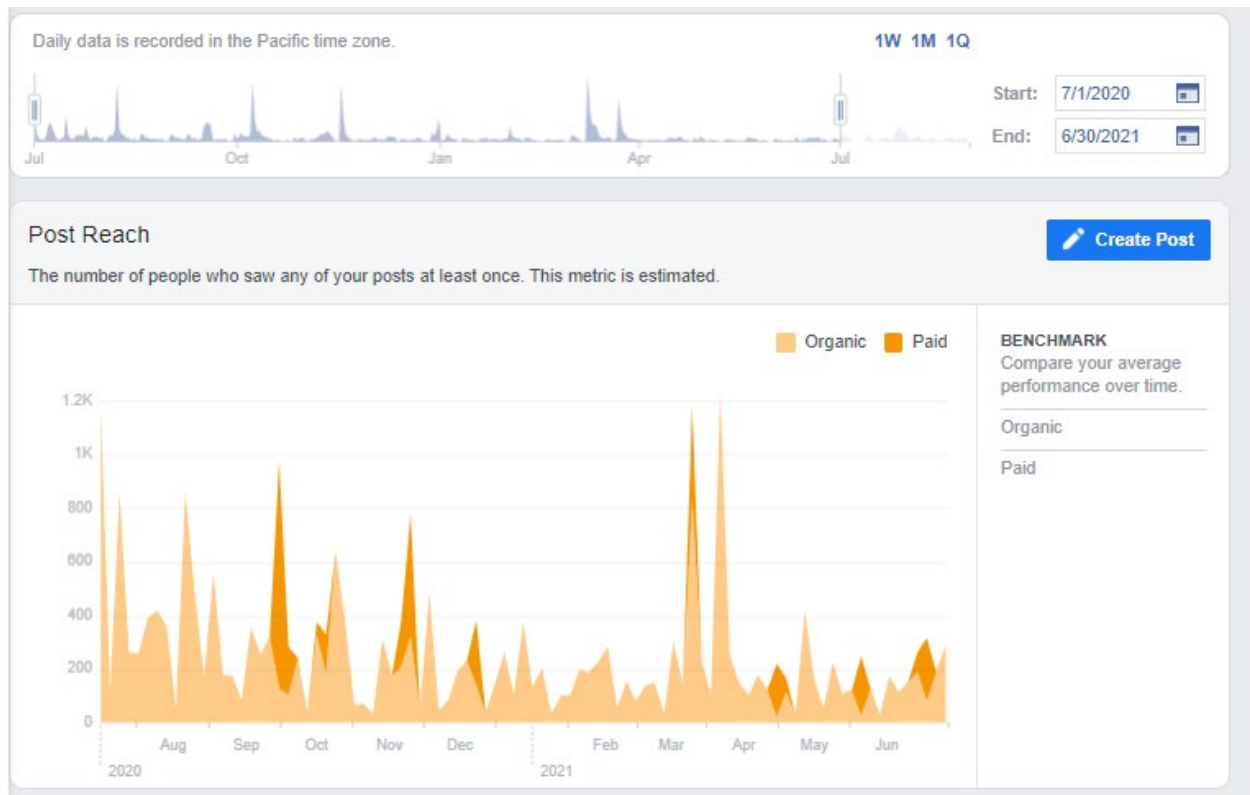 Daily data is recorded in the Pacific time zone.
1W 1M 1Q
Start: 7/1/2020
End: 6/30/2021
Jul Oct Jan Apr Jul
Post Reach
Create Post
The number of people who saw any of your posts at least once. This metric is estimated.
Organic Paid
BENCHMARK
Compare your average
performance over time.
Organic
Paid
1.2K
1K
800
600
400
200
0
Aug Sep Oct Nov Dec Feb Mar Apr May Jun
2020 2021